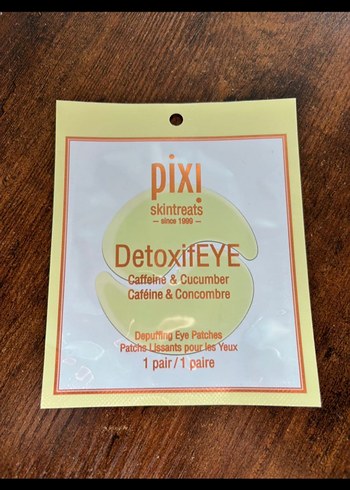 pixi
skintreats
– since 1999 –
DetoxifEYE
Caffeine & Cucumber
Caféine & Concombre
Depuffing Eye Patches
Patchs Lissants pour les Yeux
1 pair / 1 paire